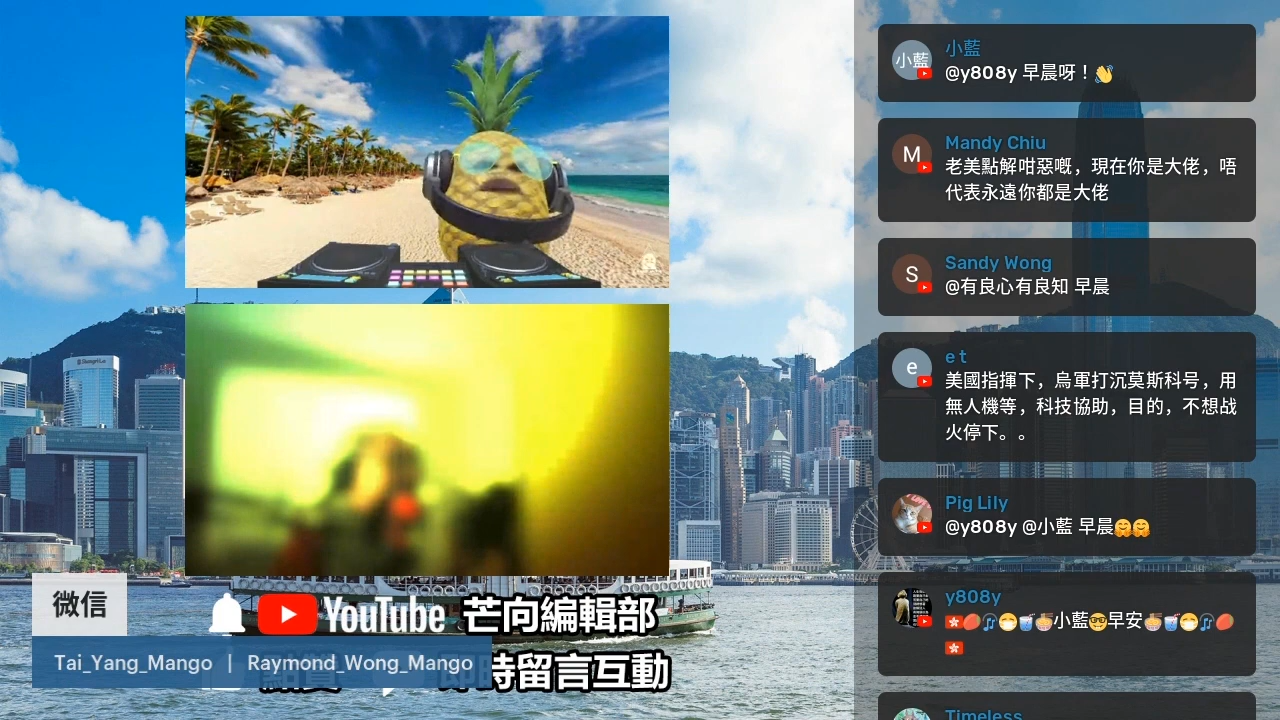 小藍
小藍
@y808y 早晨呀！👋
M
Mandy Chiu
老美點解咁惡嘅，現在你是大佬，唔
代表永遠你都是大佬
S
Sandy Wong
@有良心有良知 早晨
e
e t
美國指揮下，烏軍打沉莫斯科号，用
無人機等，科技協助，目的，不想战
火停下。。
Pig Lily
@y808y @小藍 早晨🤗🤗
y808y
小藍🤓早安
Timeless
微信
YouTube 芒向編輯部
Tai_Yang_Mango | Raymond_Wong_Mango
即時留言互動